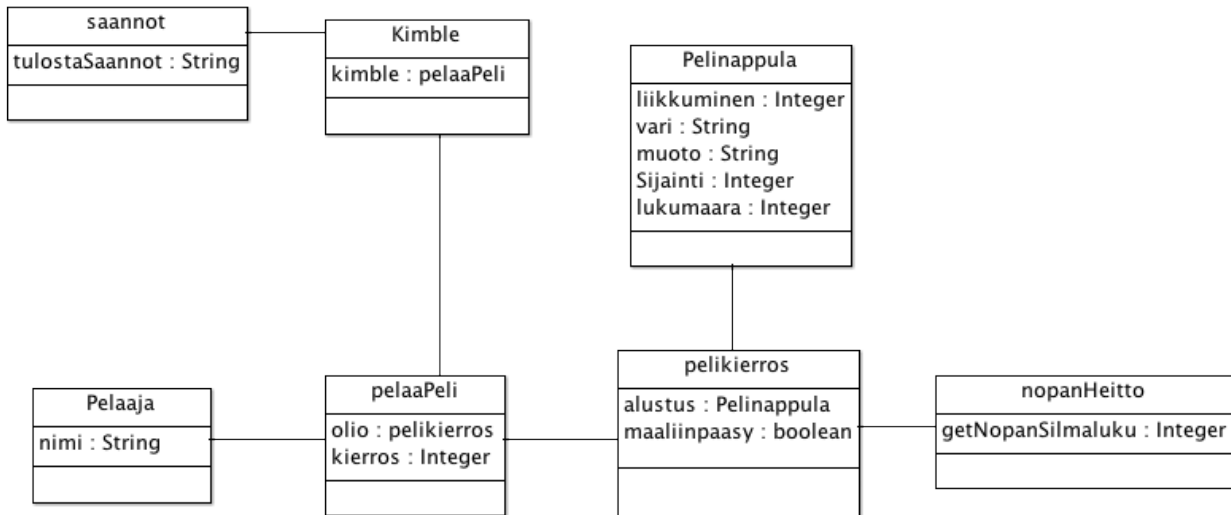 saannot
tulostaSaannot : String
Kimble
kimble : pelaaPeli
Pelinappula
liikkuminen : Integer
vari : String
muoto : String
Sijainti : Integer
lukumaara : Integer
Pelaaja
nimi : String
pelaaPeli
olio : pelikierros
kierros : Integer
pelikierros
alustus : Pelinappula
maaliinpaasy : boolean
nopanHeitto
getNopanSilmaluku : Integer